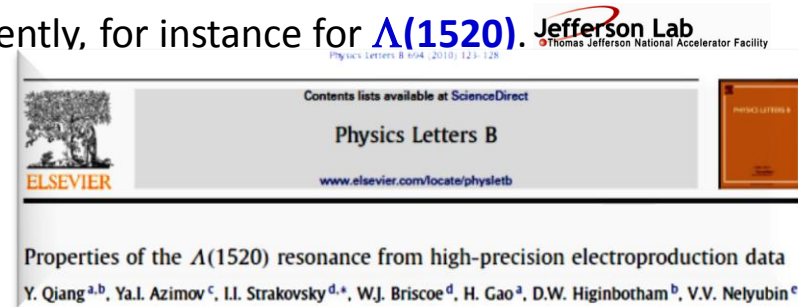 ently, for instance for Λ(1520).
Jefferson Lab
Thomas Jefferson National Accelerator Facility
Physics Letters B 694 (2010) 123–128
Contents lists available at ScienceDirect
Physics Letters B
www.elsevier.com/locate/physletb
ELSEVIER
PHYSICS LETTERS B
Properties of the Λ(1520) resonance from high-precision electroproduction data
Y. Qiang a,b, Ya.I. Azimov c, I.I. Strakovsky d,*, W.J. Briscoe d, H. Gao a, D.W. Higinbotham b, V.V. Nelyubin e